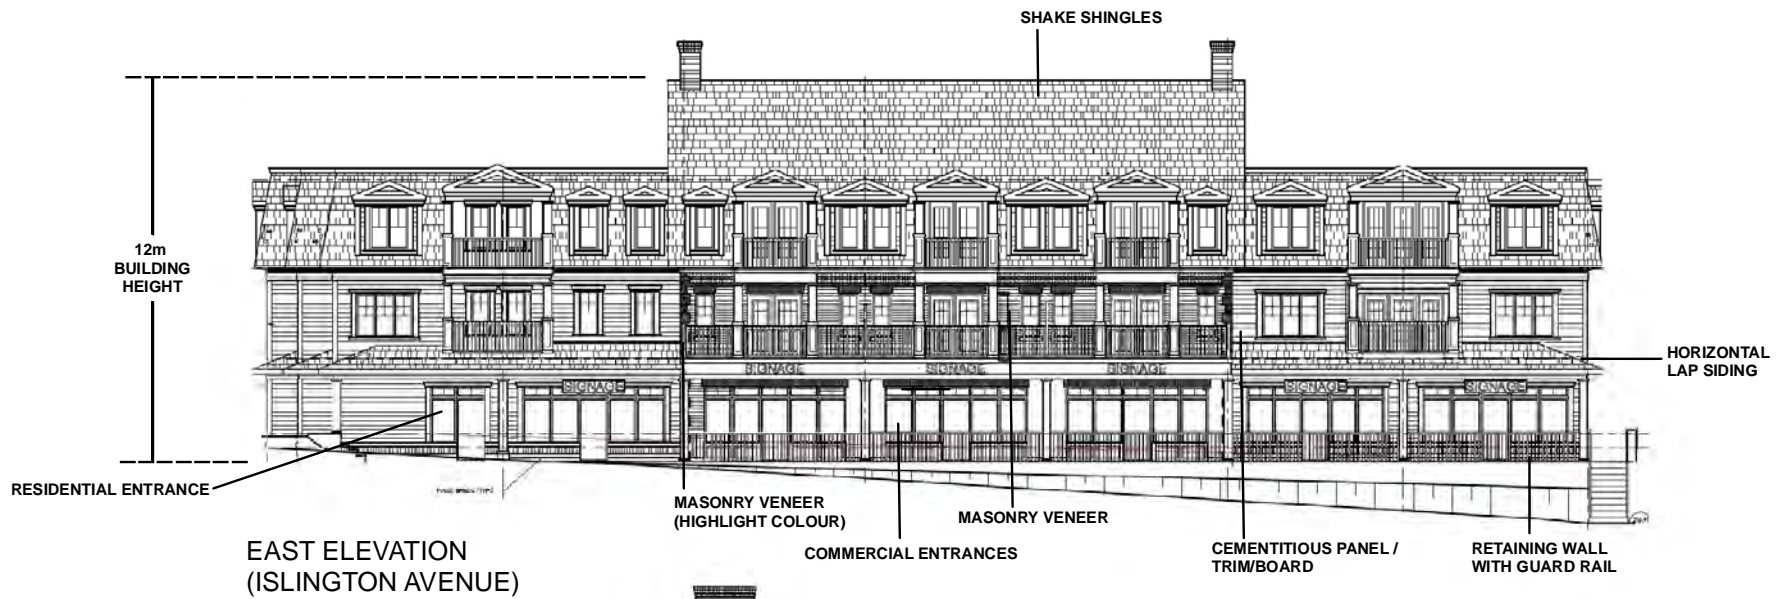 SHAKE SHINGLES
12m
BUILDING
HEIGHT
SIGNAGE
SIGNAGE
SIGNAGE
SIGNAGE
SIGNAGE
SIGNAGE
HORIZONTAL
LAP SIDING
RESIDENTIAL ENTRANCE
MASONRY VENEER
(HIGHLIGHT COLOUR)
MASONRY VENEER
COMMERCIAL ENTRANCES
CEMENTITIOUS PANEL /
TRIM/BOARD
RETAINING WALL
WITH GUARD RAIL
EAST ELEVATION
(ISLINGTON AVENUE)